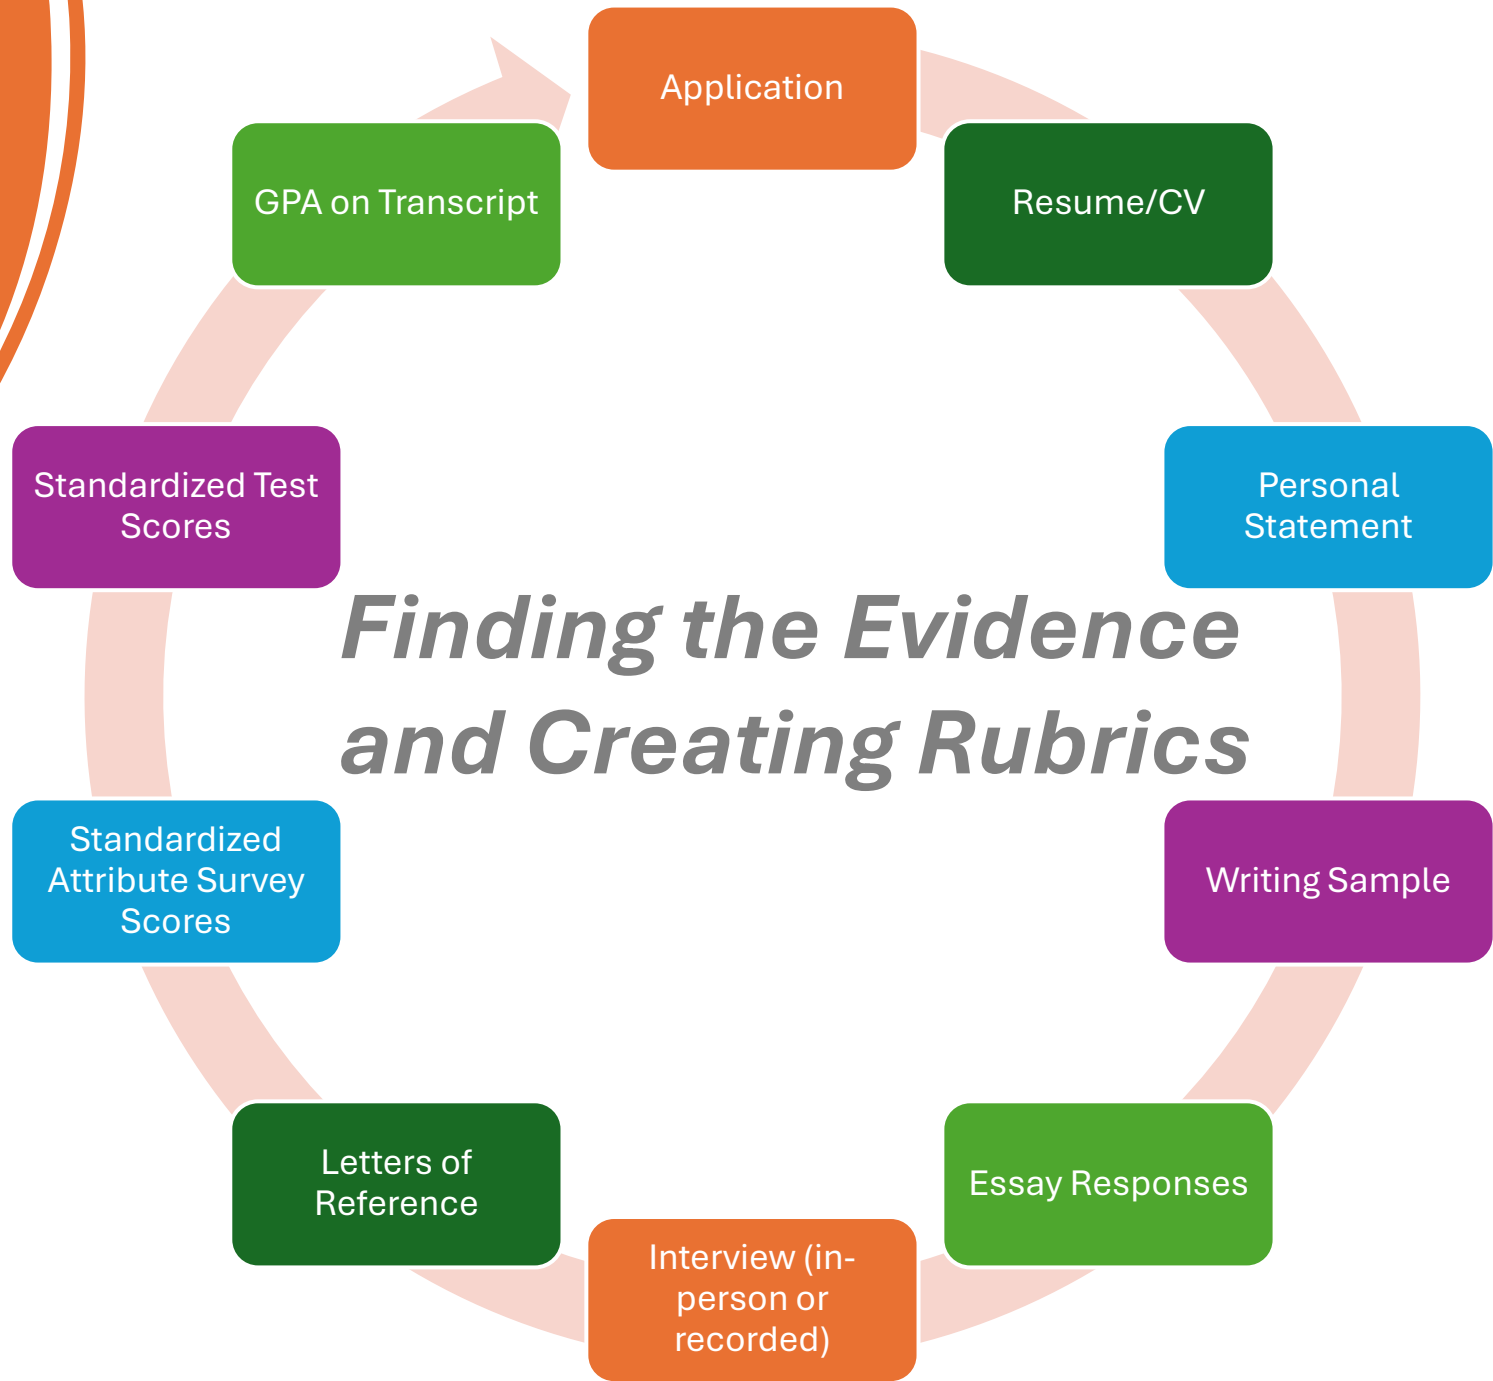 Application
Resume/CV
Personal
Statement
Writing Sample
Essay Responses
Interview (in-
person or
recorded)
Letters of
Reference
Standardized
Attribute Survey
Scores
Standardized Test
Scores
GPA on Transcript
Finding the Evidence
and Creating Rubrics